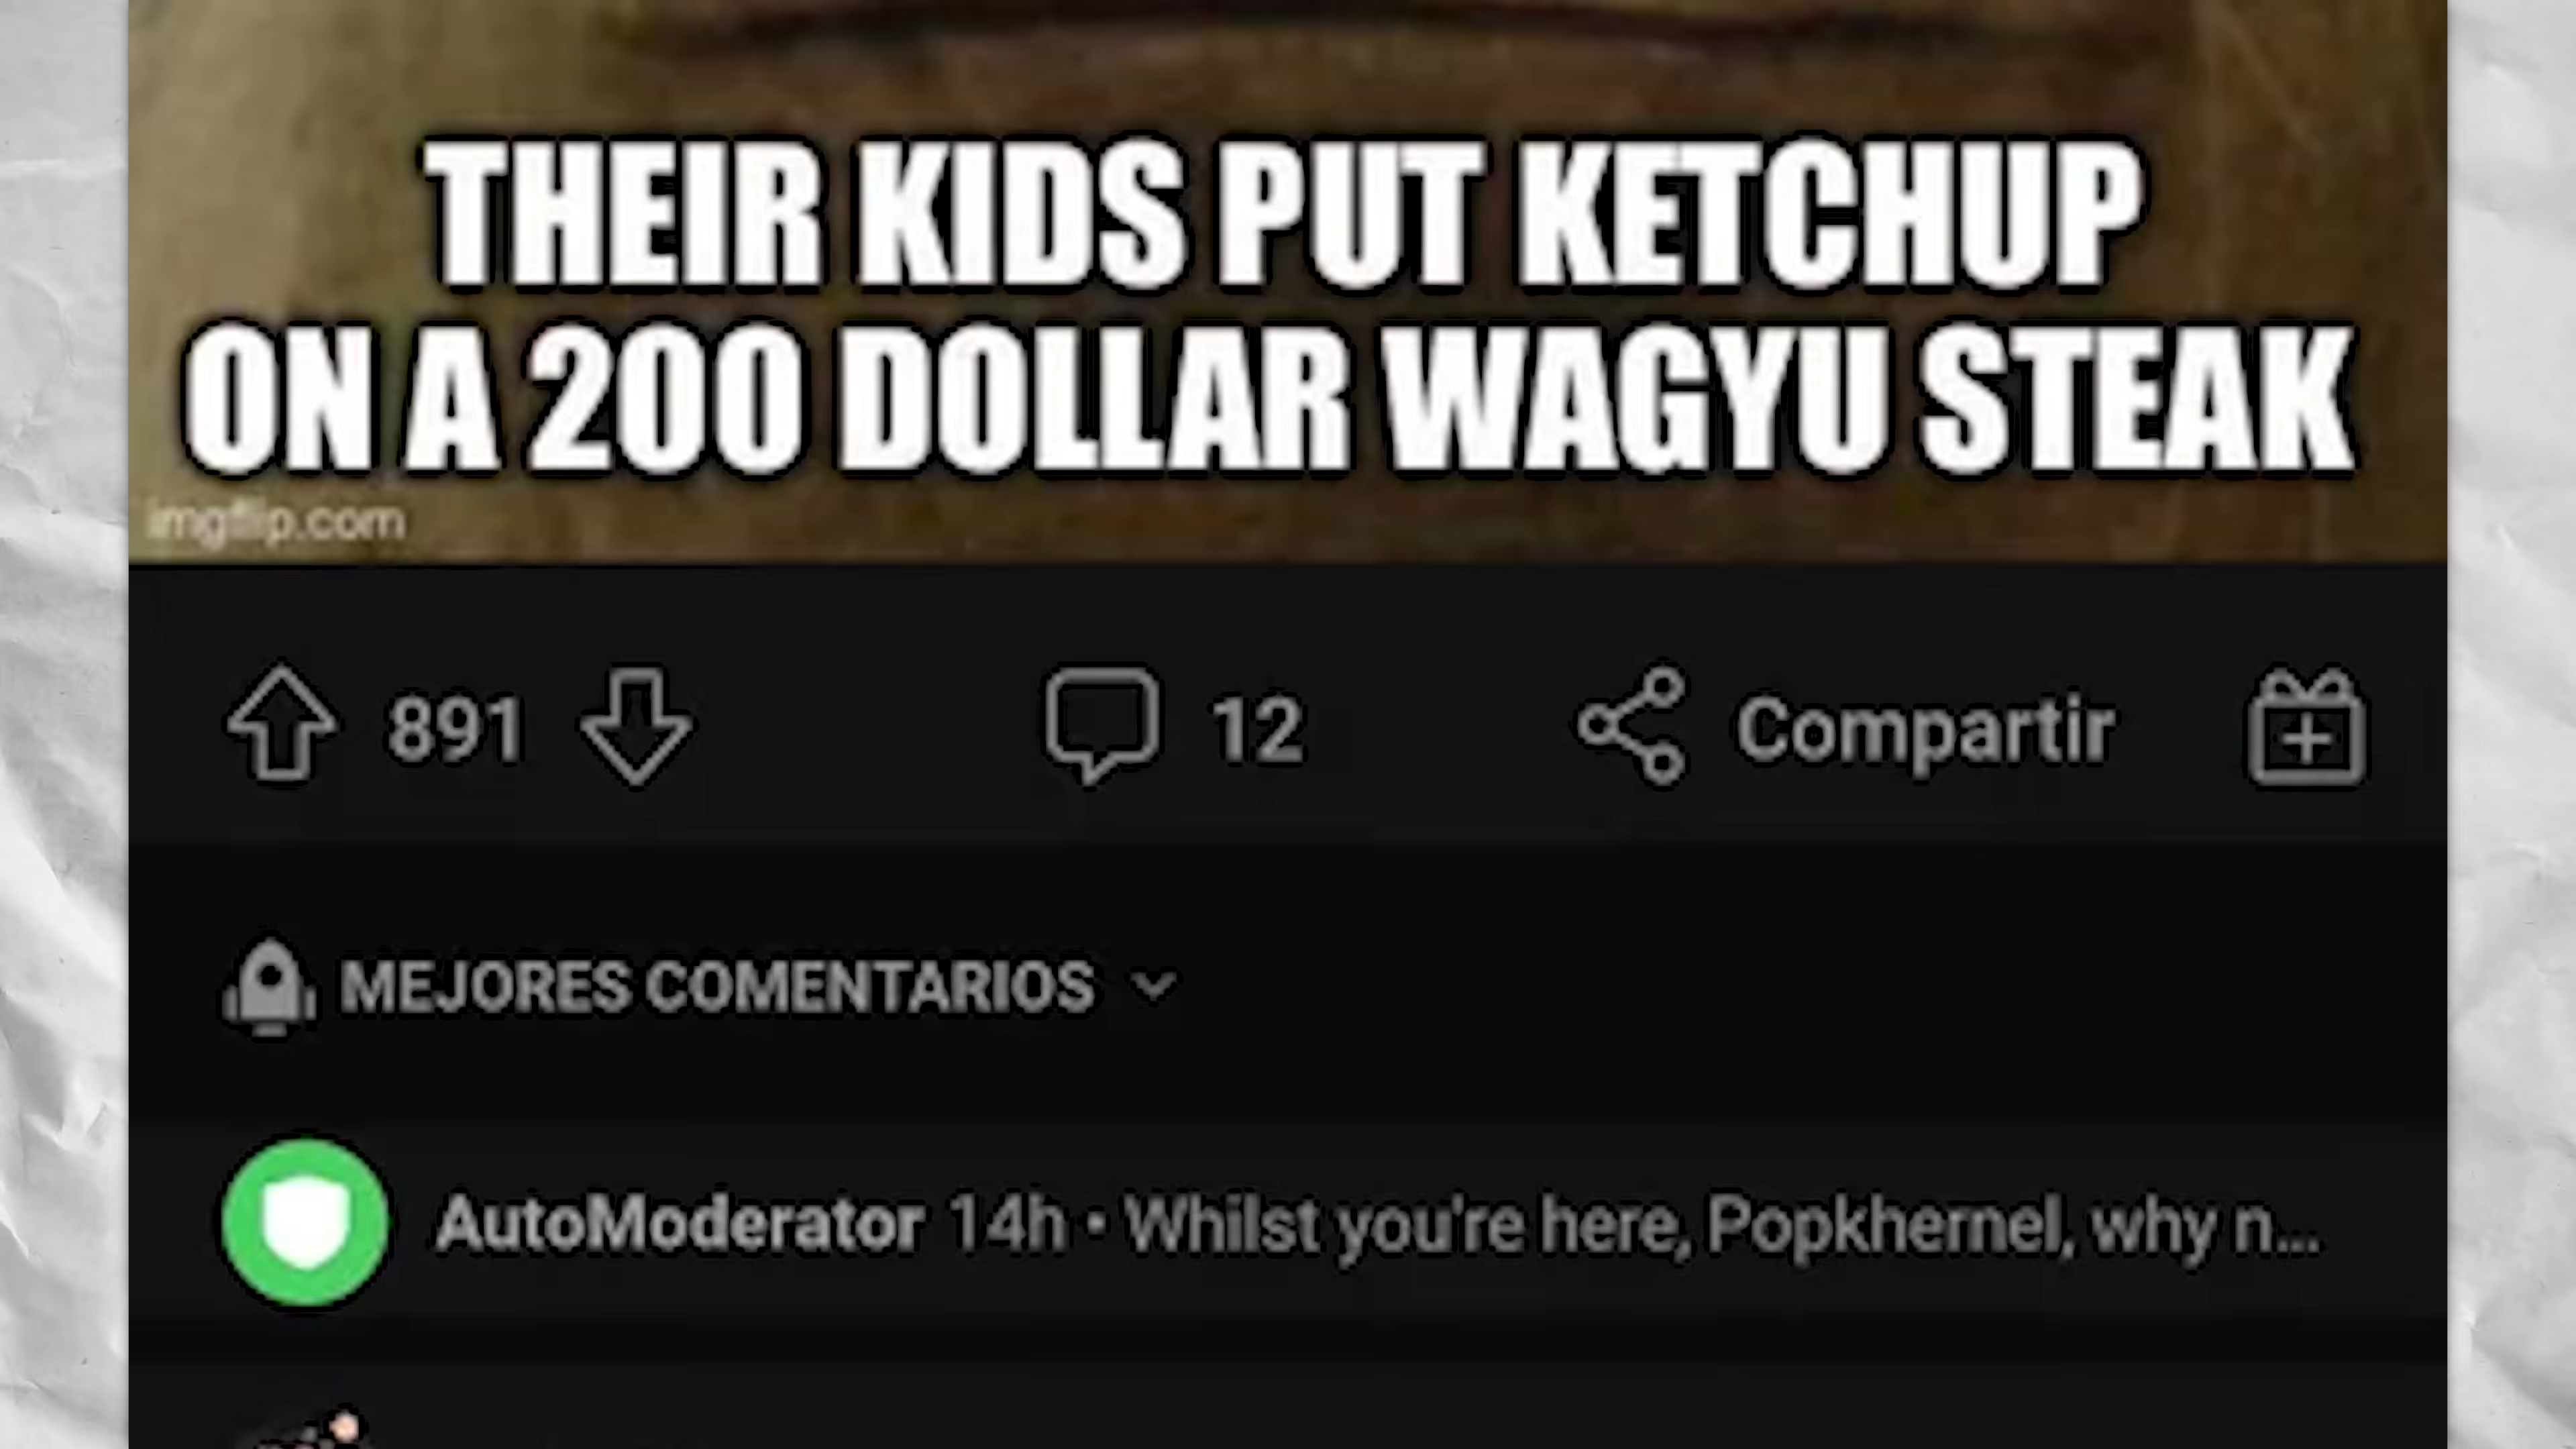 THEIR KIDS PUT KETCHUP
ON A 200 DOLLAR WAGYU STEAK
imgflip.com
891 12 Compartir
MEJORES COMENTARIOS
AutoModerator 14h • Whilst you're here, Popkhernel, why n...